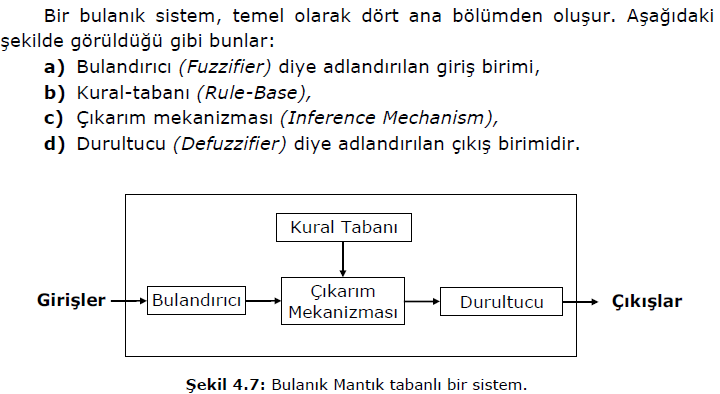 Bir bulanık sistem, temel olarak dört ana bölümden oluşur. Aşağıdaki
şekilde görüldüğü gibi bunlar:
a) Bulandırıcı (Fuzzifier) diye adlandırılan giriş birimi,
b) Kural-tabanı (Rule-Base),
c) Çıkarım mekanizması (Inference Mechanism),
d) Durultucu (Defuzzifier) diye adlandırılan çıkış birimidir.
Kural Tabanı
Girişler
Bulandırıcı
Çıkarım
Mekanizması
Durultucu
Çıkışlar
Şekil 4.7: Bulanık Mantık tabanlı bir sistem.